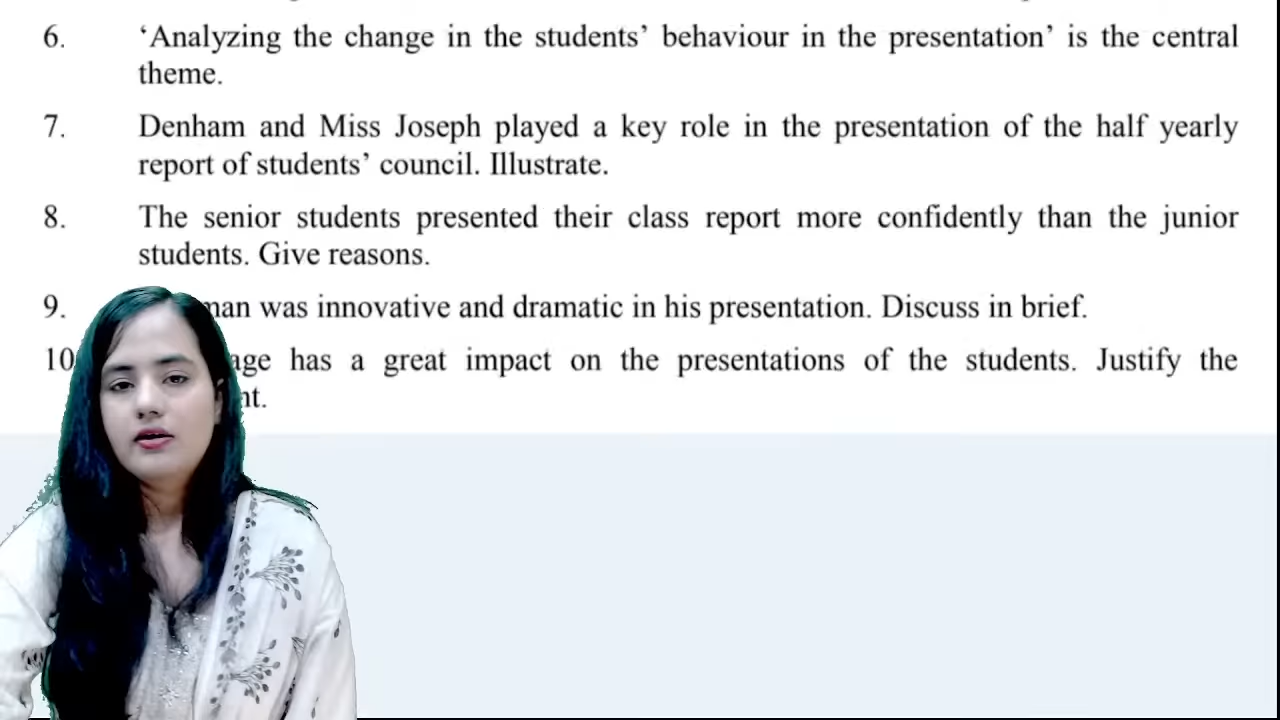 6. ‘Analyzing the change in the students’ behaviour in the presentation’ is the central
theme.
7. Denham and Miss Joseph played a key role in the presentation of the half yearly
report of students’ council. Illustrate.
8. The senior students presented their class report more confidently than the junior
students. Give reasons.
9. was innovative and dramatic in his presentation. Discuss in brief.
10 has a great impact on the presentations of the students. Justify the